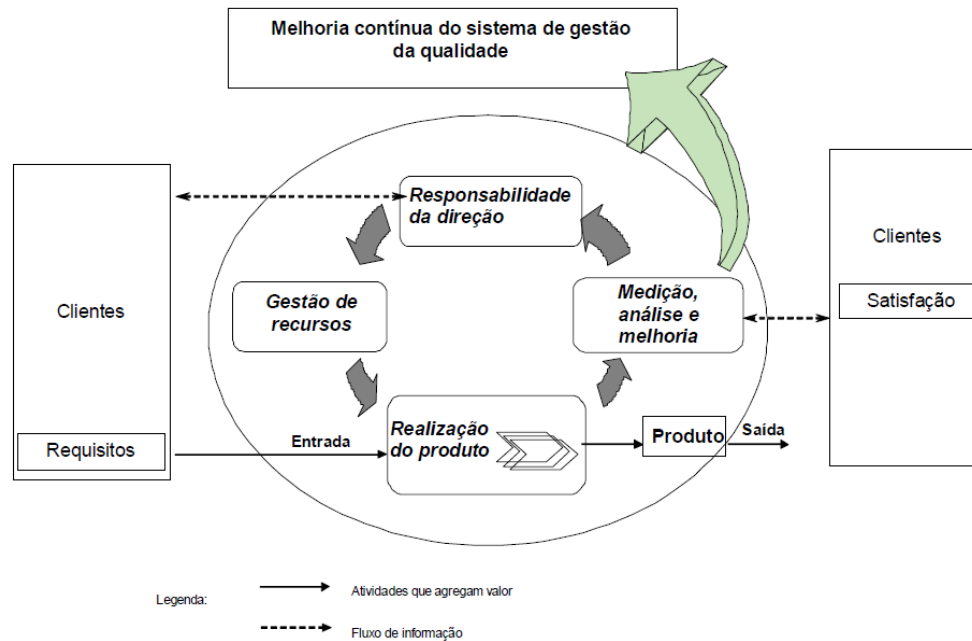 Melhoria contínua do sistema de gestão
da qualidade
Responsabilidade
da direção
Clientes
Gestão de
recursos
Medição,
análise e
melhoria
Clientes
Satisfação
Requisitos
Entrada
Realização
do produto
Produto
Saída
Legenda:
Atividades que agregam valor
Fluxo de informação